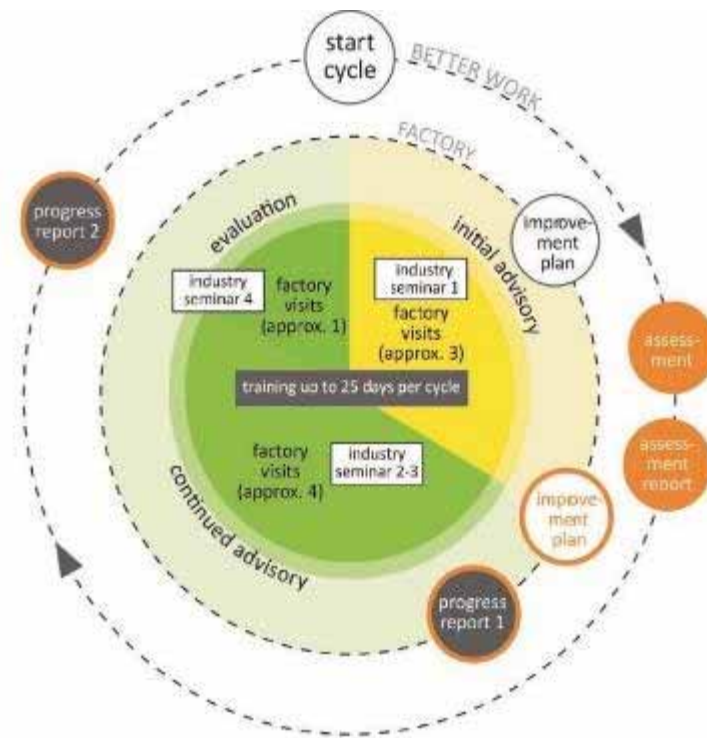 start
cycle
BETTER WORK
FACTORY
progress
report 2
evaluation
initial advisory
improve-
ment
plan
industry
seminar 4
factory
visits
(approx. 1)
industry
seminar 1
factory
visits
(approx. 3)
assess-
ment
training up to 25 days per cycle
assess-
ment
report
factory
visits
(approx. 4)
industry
seminar 2-3
continued advisory
improve-
ment
plan
progress
report 1